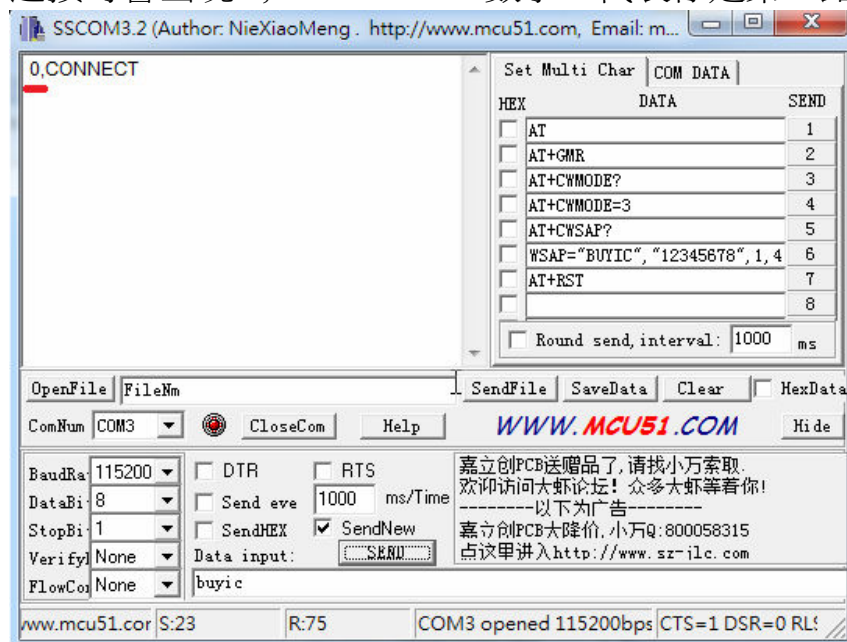 SSCOM3.2 (Author: NieXiaoMeng . http://www.mcu51.com, Email: m...
0,CONNECT
Set Multi Char COM DATA
HEX DATA SEND
AT 1
AT+GMR 2
AT+CWMODE? 3
AT+CWMODE=3 4
AT+CWSAP? 5
WSAP="BUYIC","12345678",1,4 6
AT+RST 7
8
Round send,interval: 1000 ms
OpenFile FileNm SendFile SaveData Clear HexData
ComNum COM3 CloseCom Help WWW.MCU51.COM Hide
BaudRa 115200 DTR RTS
DataBi 8 Send eve 1000 ms/Time
StopBi 1 SendHEX SendNew
Verify None Data input: SEND
FlowCo None buyic
嘉立创PCB送赠品了,请找小万索取.
欢迎访问大虾论坛!众多大虾等着你!
--------以下为广告--------
嘉立创PCB大降价,小万Q:800058315
点这里进入http://www.sz-jlc.com
www.mcu51.cor S:23 R:75 COM3 opened 115200bps CTS=1 DSR=0 RLS